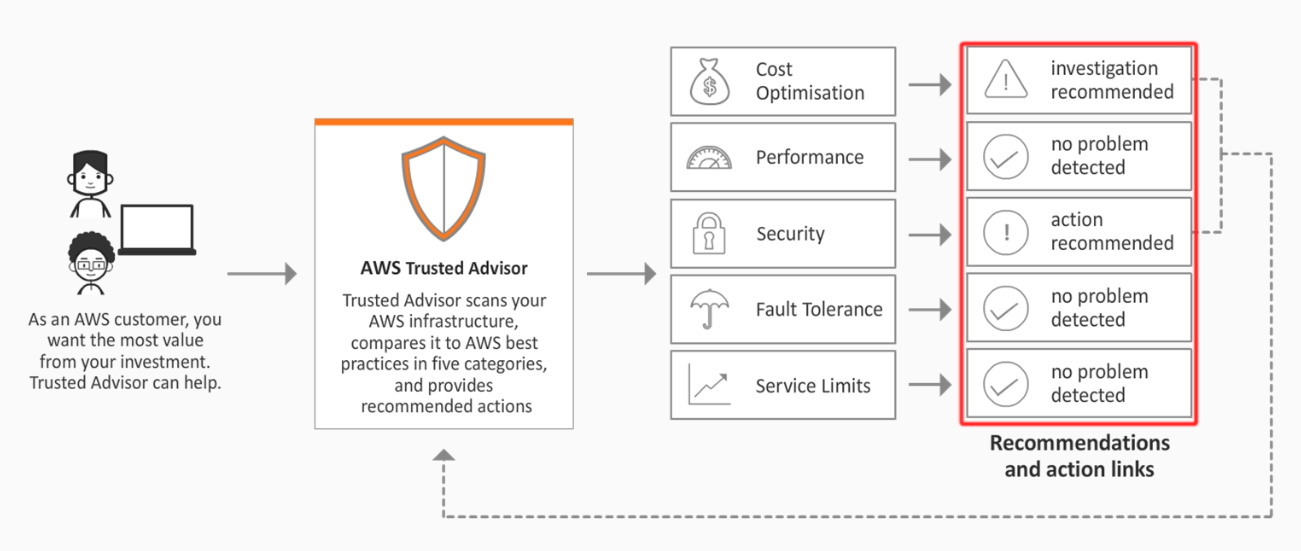 As an AWS customer, you
want the most value
from your investment.
Trusted Advisor can help.
AWS Trusted Advisor
Trusted Advisor scans your
AWS infrastructure,
compares it to AWS best
practices in five categories,
and provides
recommended actions
Cost
Optimisation
investigation
recommended
Performance
no problem
detected
Security
action
recommended
Fault Tolerance
no problem
detected
Service Limits
no problem
detected
Recommendations
and action links